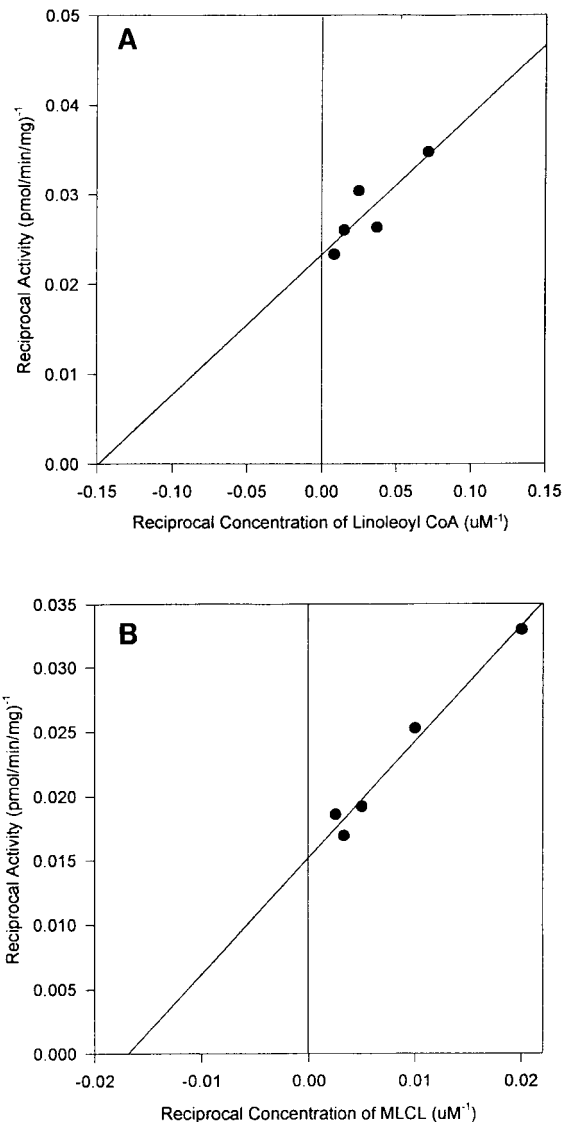 A
0.05
0.04
0.03
0.02
0.01
0.00
Reciprocal Activity (pmol/min/mg)⁻¹
-0.15 -0.10 -0.05 0.00 0.05 0.10 0.15
Reciprocal Concentration of Linoleoyl CoA (uM⁻¹)
B
0.035
0.030
0.025
0.020
0.015
0.010
0.005
0.000
Reciprocal Activity (pmol/min/mg)⁻¹
-0.02 -0.01 0.00 0.01 0.02
Reciprocal Concentration of MLCL (uM⁻¹)